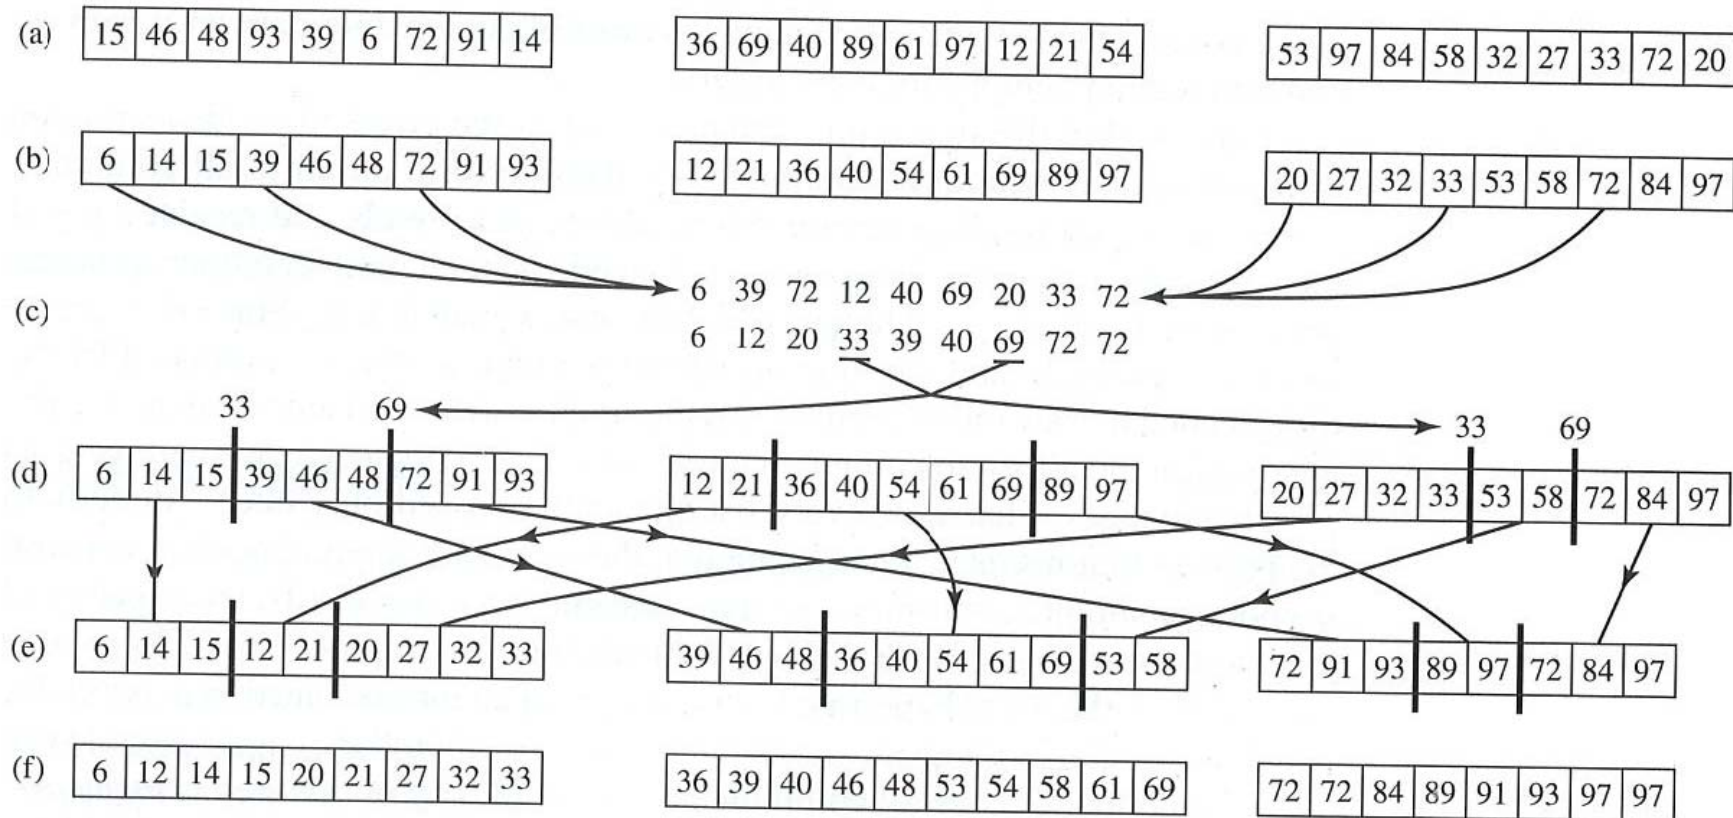 (a) 15 46 48 93 39 6 72 91 14 36 69 40 89 61 97 12 21 54 53 97 84 58 32 27 33 72 20
(b) 6 14 15 39 46 48 72 91 93 12 21 36 40 54 61 69 89 97 20 27 32 33 53 58 72 84 97
(c) 6 39 72 12 40 69 20 33 72
6 12 20 33 39 40 69 72 72
33 69 33 69
(d) 6 14 15 39 46 48 72 91 93 12 21 36 40 54 61 69 89 97 20 27 32 33 53 58 72 84 97
(e) 6 14 15 12 21 20 27 32 33 39 46 48 36 40 54 61 69 53 58 72 91 93 89 97 72 84 97
(f) 6 12 14 15 20 21 27 32 33 36 39 40 46 48 53 54 58 61 69 72 72 84 89 91 93 97 97